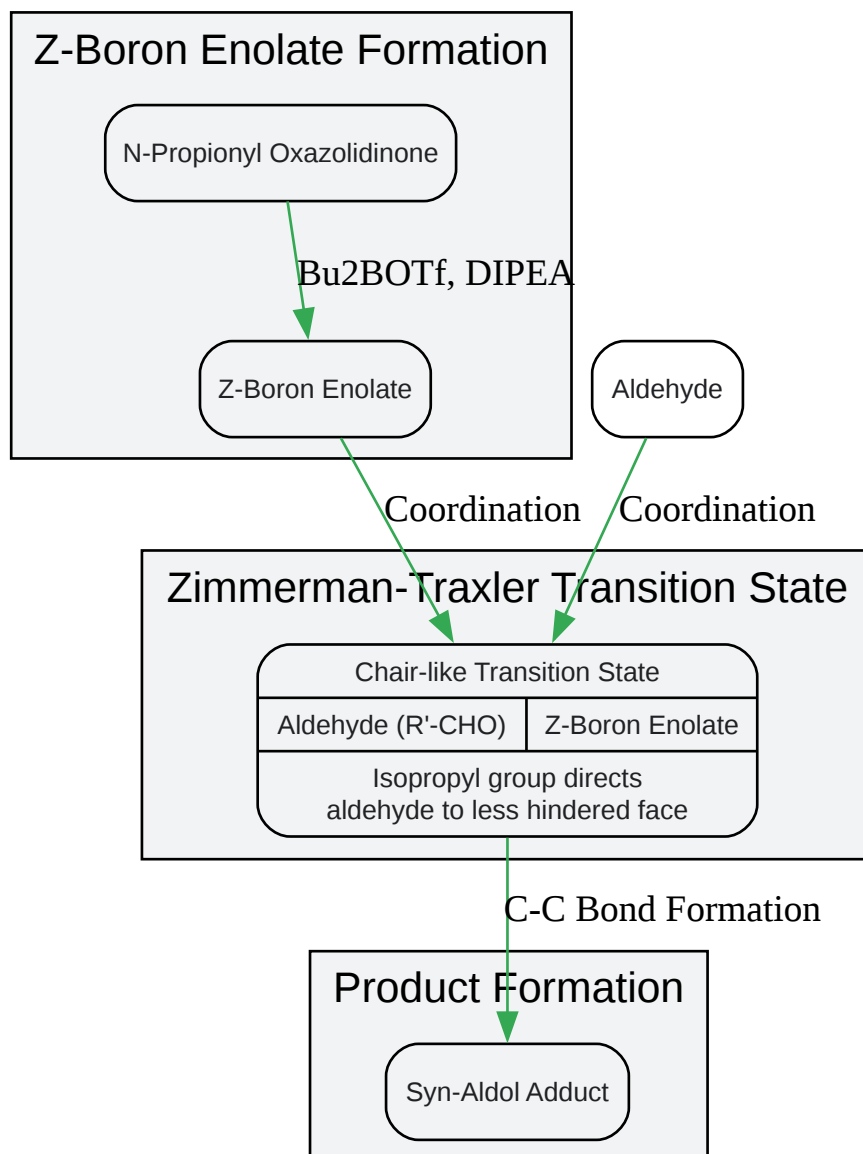 Z-Boron Enolate Formation
N-Propionyl Oxazolidinone
Bu2BOTf, DIPEA
Z-Boron Enolate
Aldehyde
Coordination
Coordination
Zimmerman-Traxler Transition State
Chair-like Transition State
Aldehyde (R'-CHO)
Z-Boron Enolate
Isopropyl group directs
aldehyde to less hindered face
C-C Bond Formation
Product Formation
Syn-Aldol Adduct